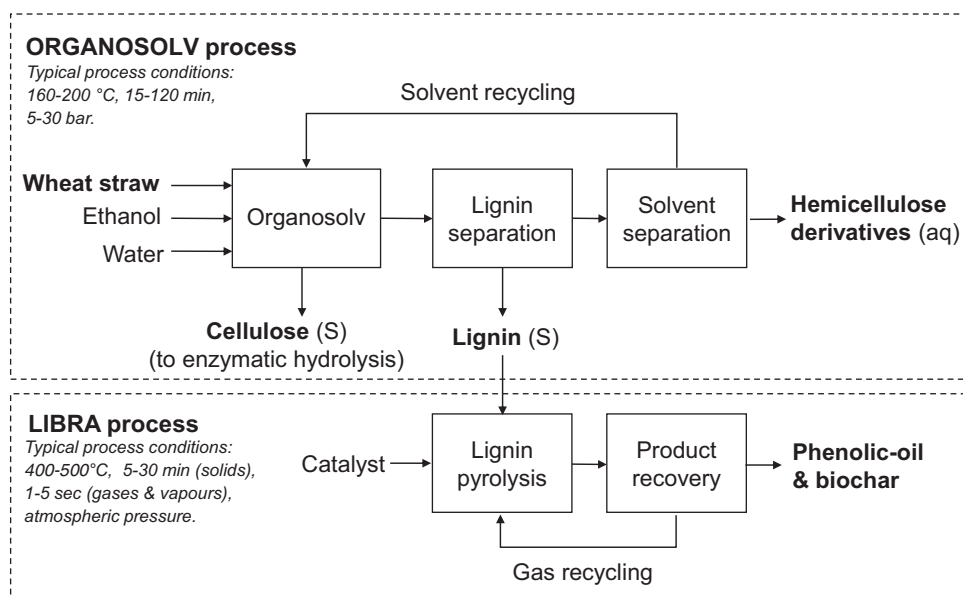 ORGANOSOLV process
Typical process conditions:
160-200 °C, 15-120 min,
5-30 bar.
Solvent recycling
Wheat straw
Ethanol
Water
Organosolv
Lignin
separation
Solvent
separation
Hemicellulose
derivatives (aq)
Cellulose (S)
(to enzymatic hydrolysis)
Lignin (S)
LIBRA process
Typical process conditions:
400-500°C, 5-30 min (solids),
1-5 sec (gases & vapours),
atmospheric pressure.
Catalyst
Lignin
pyrolysis
Product
recovery
Phenolic-oil
& biochar
Gas recycling